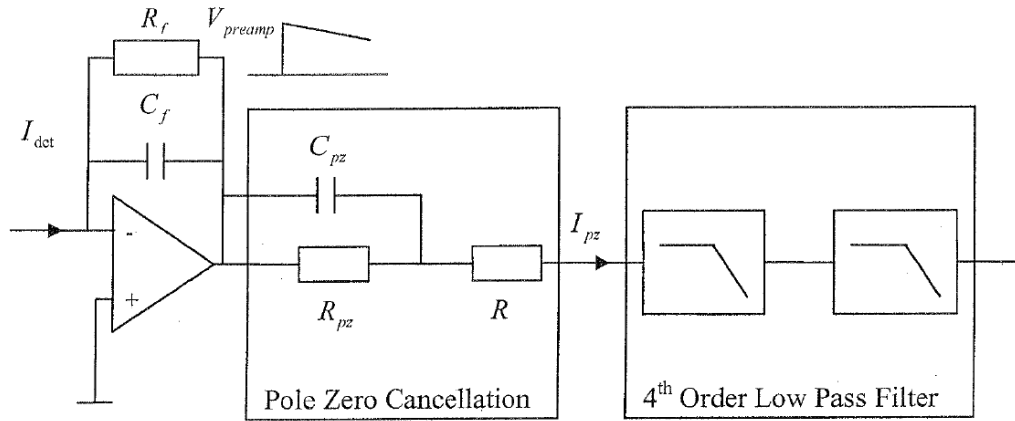 R_f
V_preamp
C_f
I_det
C_pz
I_pz
-
+
R_pz
R
Pole Zero Cancellation
4th Order Low Pass Filter